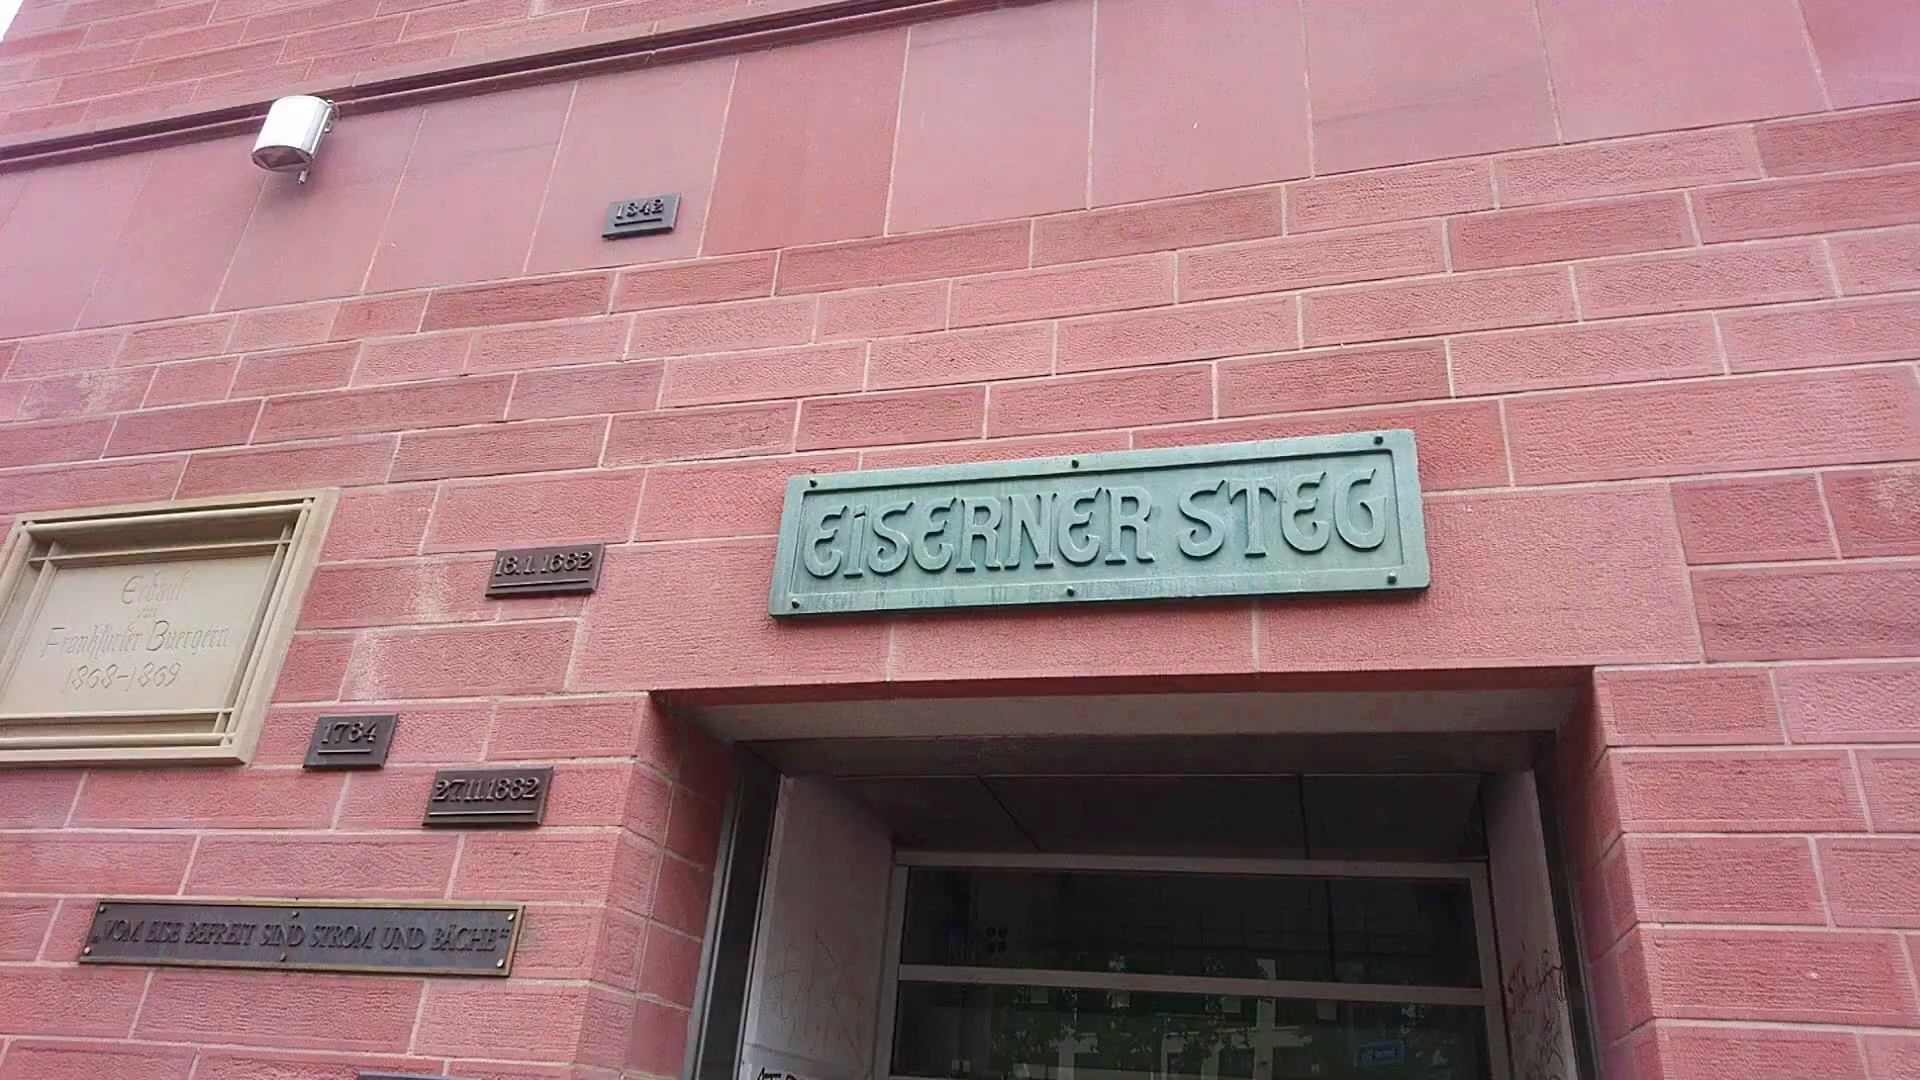 1342
EiSERNER STEG
18.1.1682
Erbaut
von
Frankfurter Buergern
1868-1869
1784
27.11.1882
„VOM EISE BEFREIT SIND STROM UND BÄCHE“